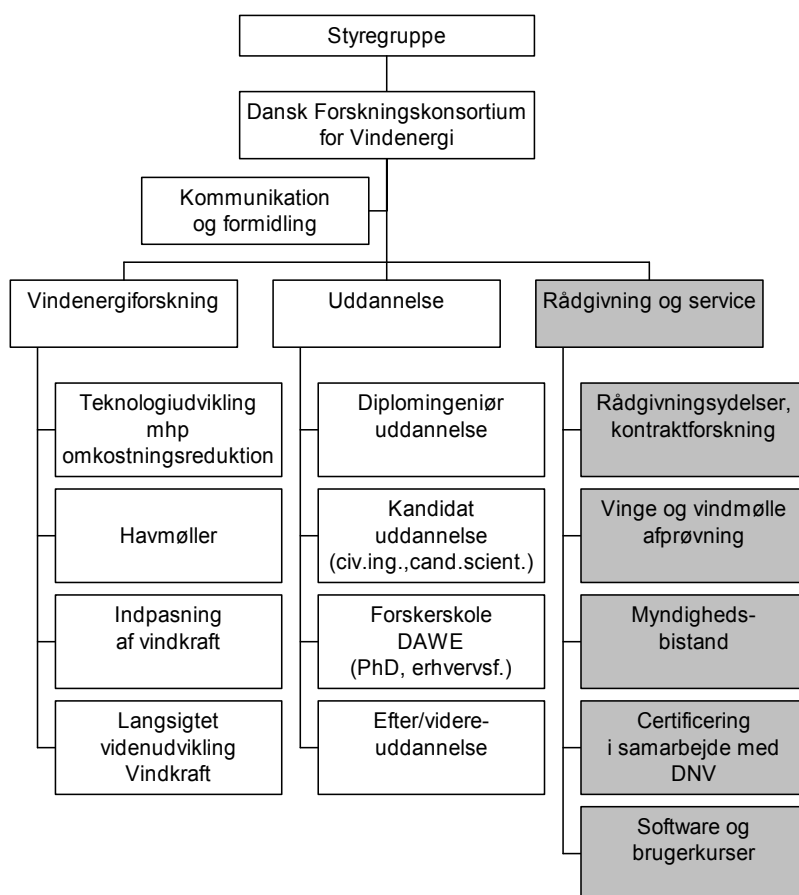 Styregruppe
Dansk Forskningskonsortium
for Vindenergi
Kommunikation
og formidling
Vindenergiforskning
Uddannelse
Rådgivning og service
Teknologiudvikling
mhp
omkostningsreduktion
Havmøller
Indpasning
af vindkraft
Langsigtet
videnudvikling
Vindkraft
Diplomingeniør
uddannelse
Kandidat
uddannelse
(civ.ing.,cand.scient.)
Forskerskole
DAWE
(PhD, erhvervsf.)
Efter/videre-
uddannelse
Rådgivningsydelser,
kontraktforskning
Vinge og vindmølle
afprøvning
Myndigheds-
bistand
Certificering
i samarbejde med
DNV
Software og
brugerkurser